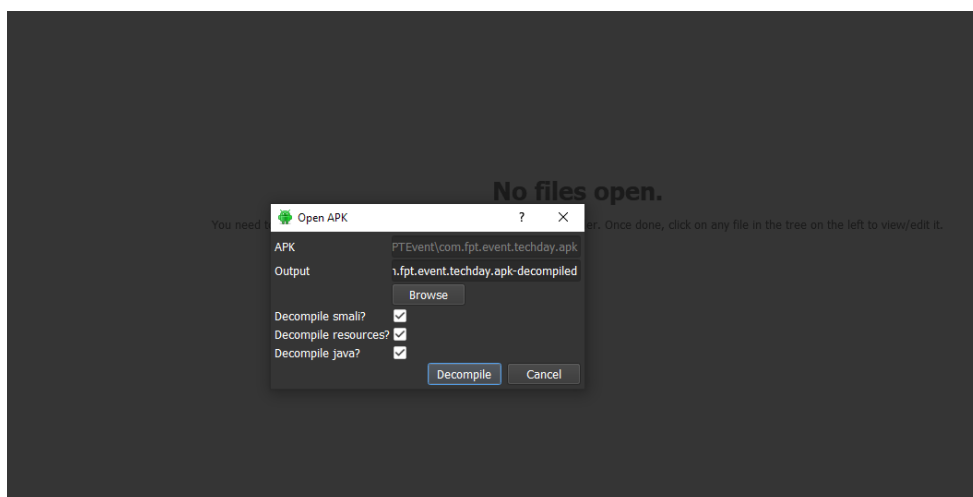 No files open.
Open APK ? ×
You need t
er. Once done, click on any file in the tree on the left to view/edit it.
APK PTEvent\com.fpt.event.techday.apk
Output .fpt.event.techday.apk-decompiled
Browse
Decompile smali?
Decompile resources?
Decompile java?
Decompile Cancel